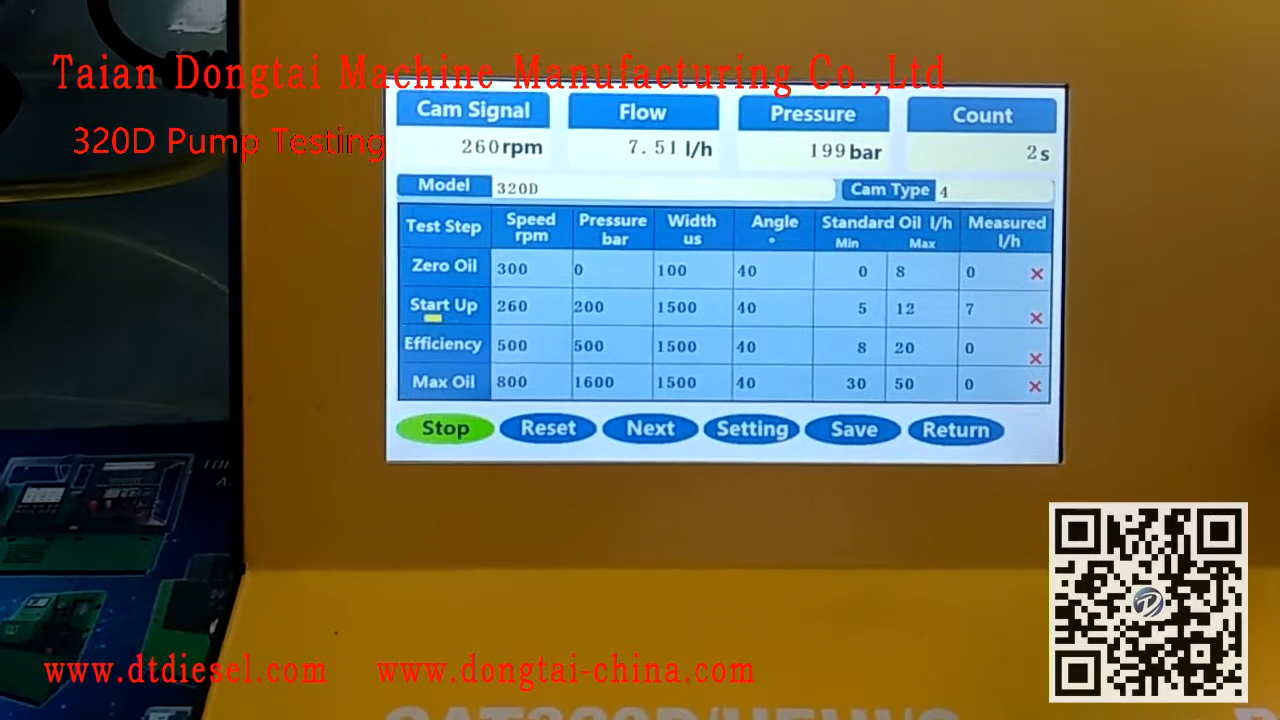 Taian Dongtai Machine Manufacturing Co.,Ltd
320D Pump Testing
Cam Signal Flow Pressure Count
260rpm 7.51 l/h 199bar 2s
Model 320D Cam Type 4
Test Step Speed rpm Pressure bar Width us Angle ° Standard Oil l/h Min Max Measured l/h
Zero Oil 300 0 100 40 0 8 0
Start Up 260 200 1500 40 5 12 7
Efficiency 500 500 1500 40 8 20 0
Max Oil 800 1600 1500 40 30 50 0
Stop Reset Next Setting Save Return
www.dtdiesel.com www.dongtai-china.com